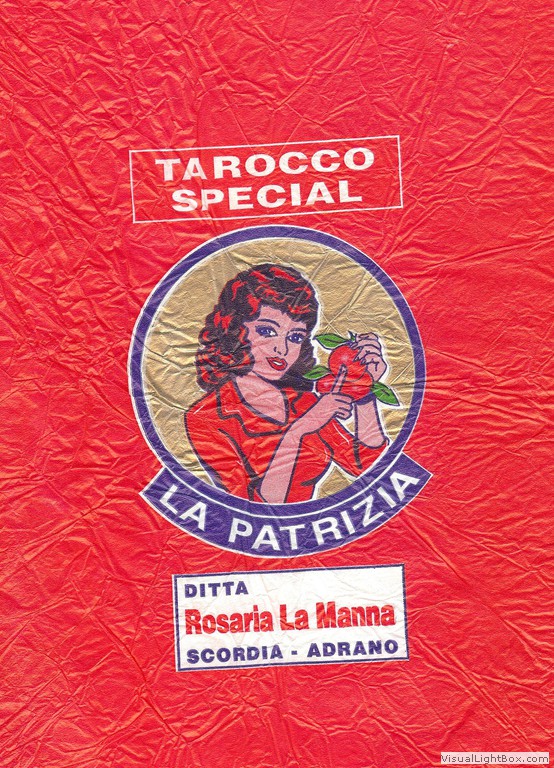 TAROCCO
SPECIAL
LA PATRIZIA
DITTA
Rosaria La Manna
SCORDIA - ADRANO
VisualLightBox.com